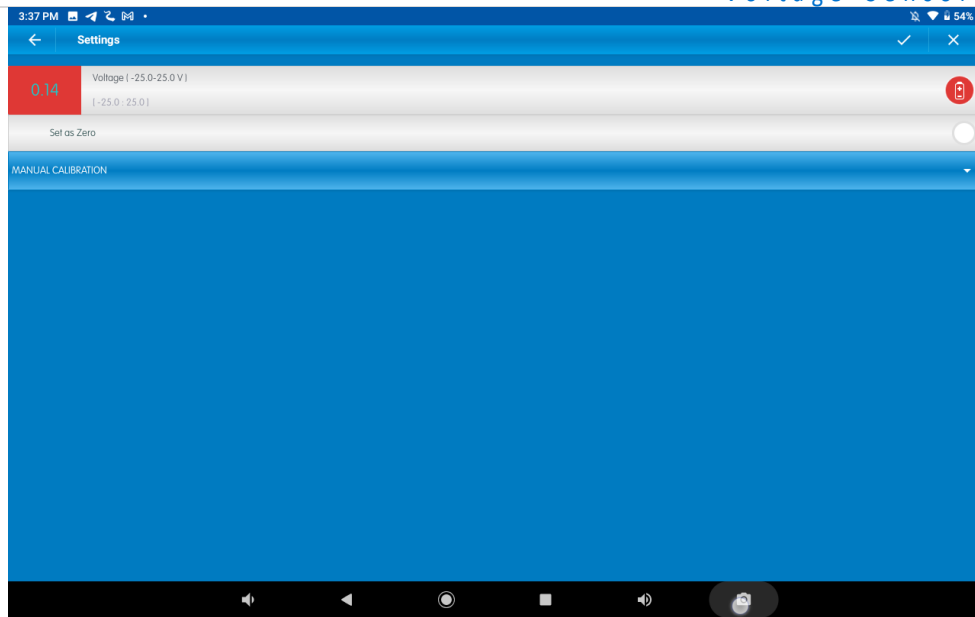 3:37 PM
54%
Settings
0.14
Voltage ( -25.0-25.0 V )
( -25.0 : 25.0 )
Set as Zero
MANUAL CALIBRATION